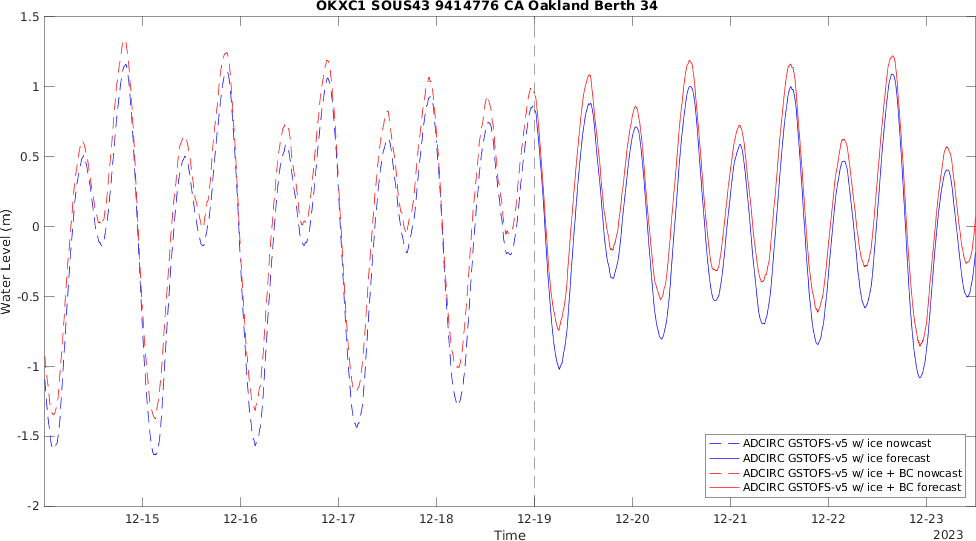 OKXC1 SOUS43 9414776 CA Oakland Berth 34
1.5
1
0.5
0
-0.5
-1
-1.5
-2
Water Level (m)
12-15
12-16
12-17
12-18
12-19
12-20
12-21
12-22
12-23
Time
2023
ADCIRC GSTOFS-v5 w/ ice nowcast
ADCIRC GSTOFS-v5 w/ ice forecast
ADCIRC GSTOFS-v5 w/ ice + BC nowcast
ADCIRC GSTOFS-v5 w/ ice + BC forecast